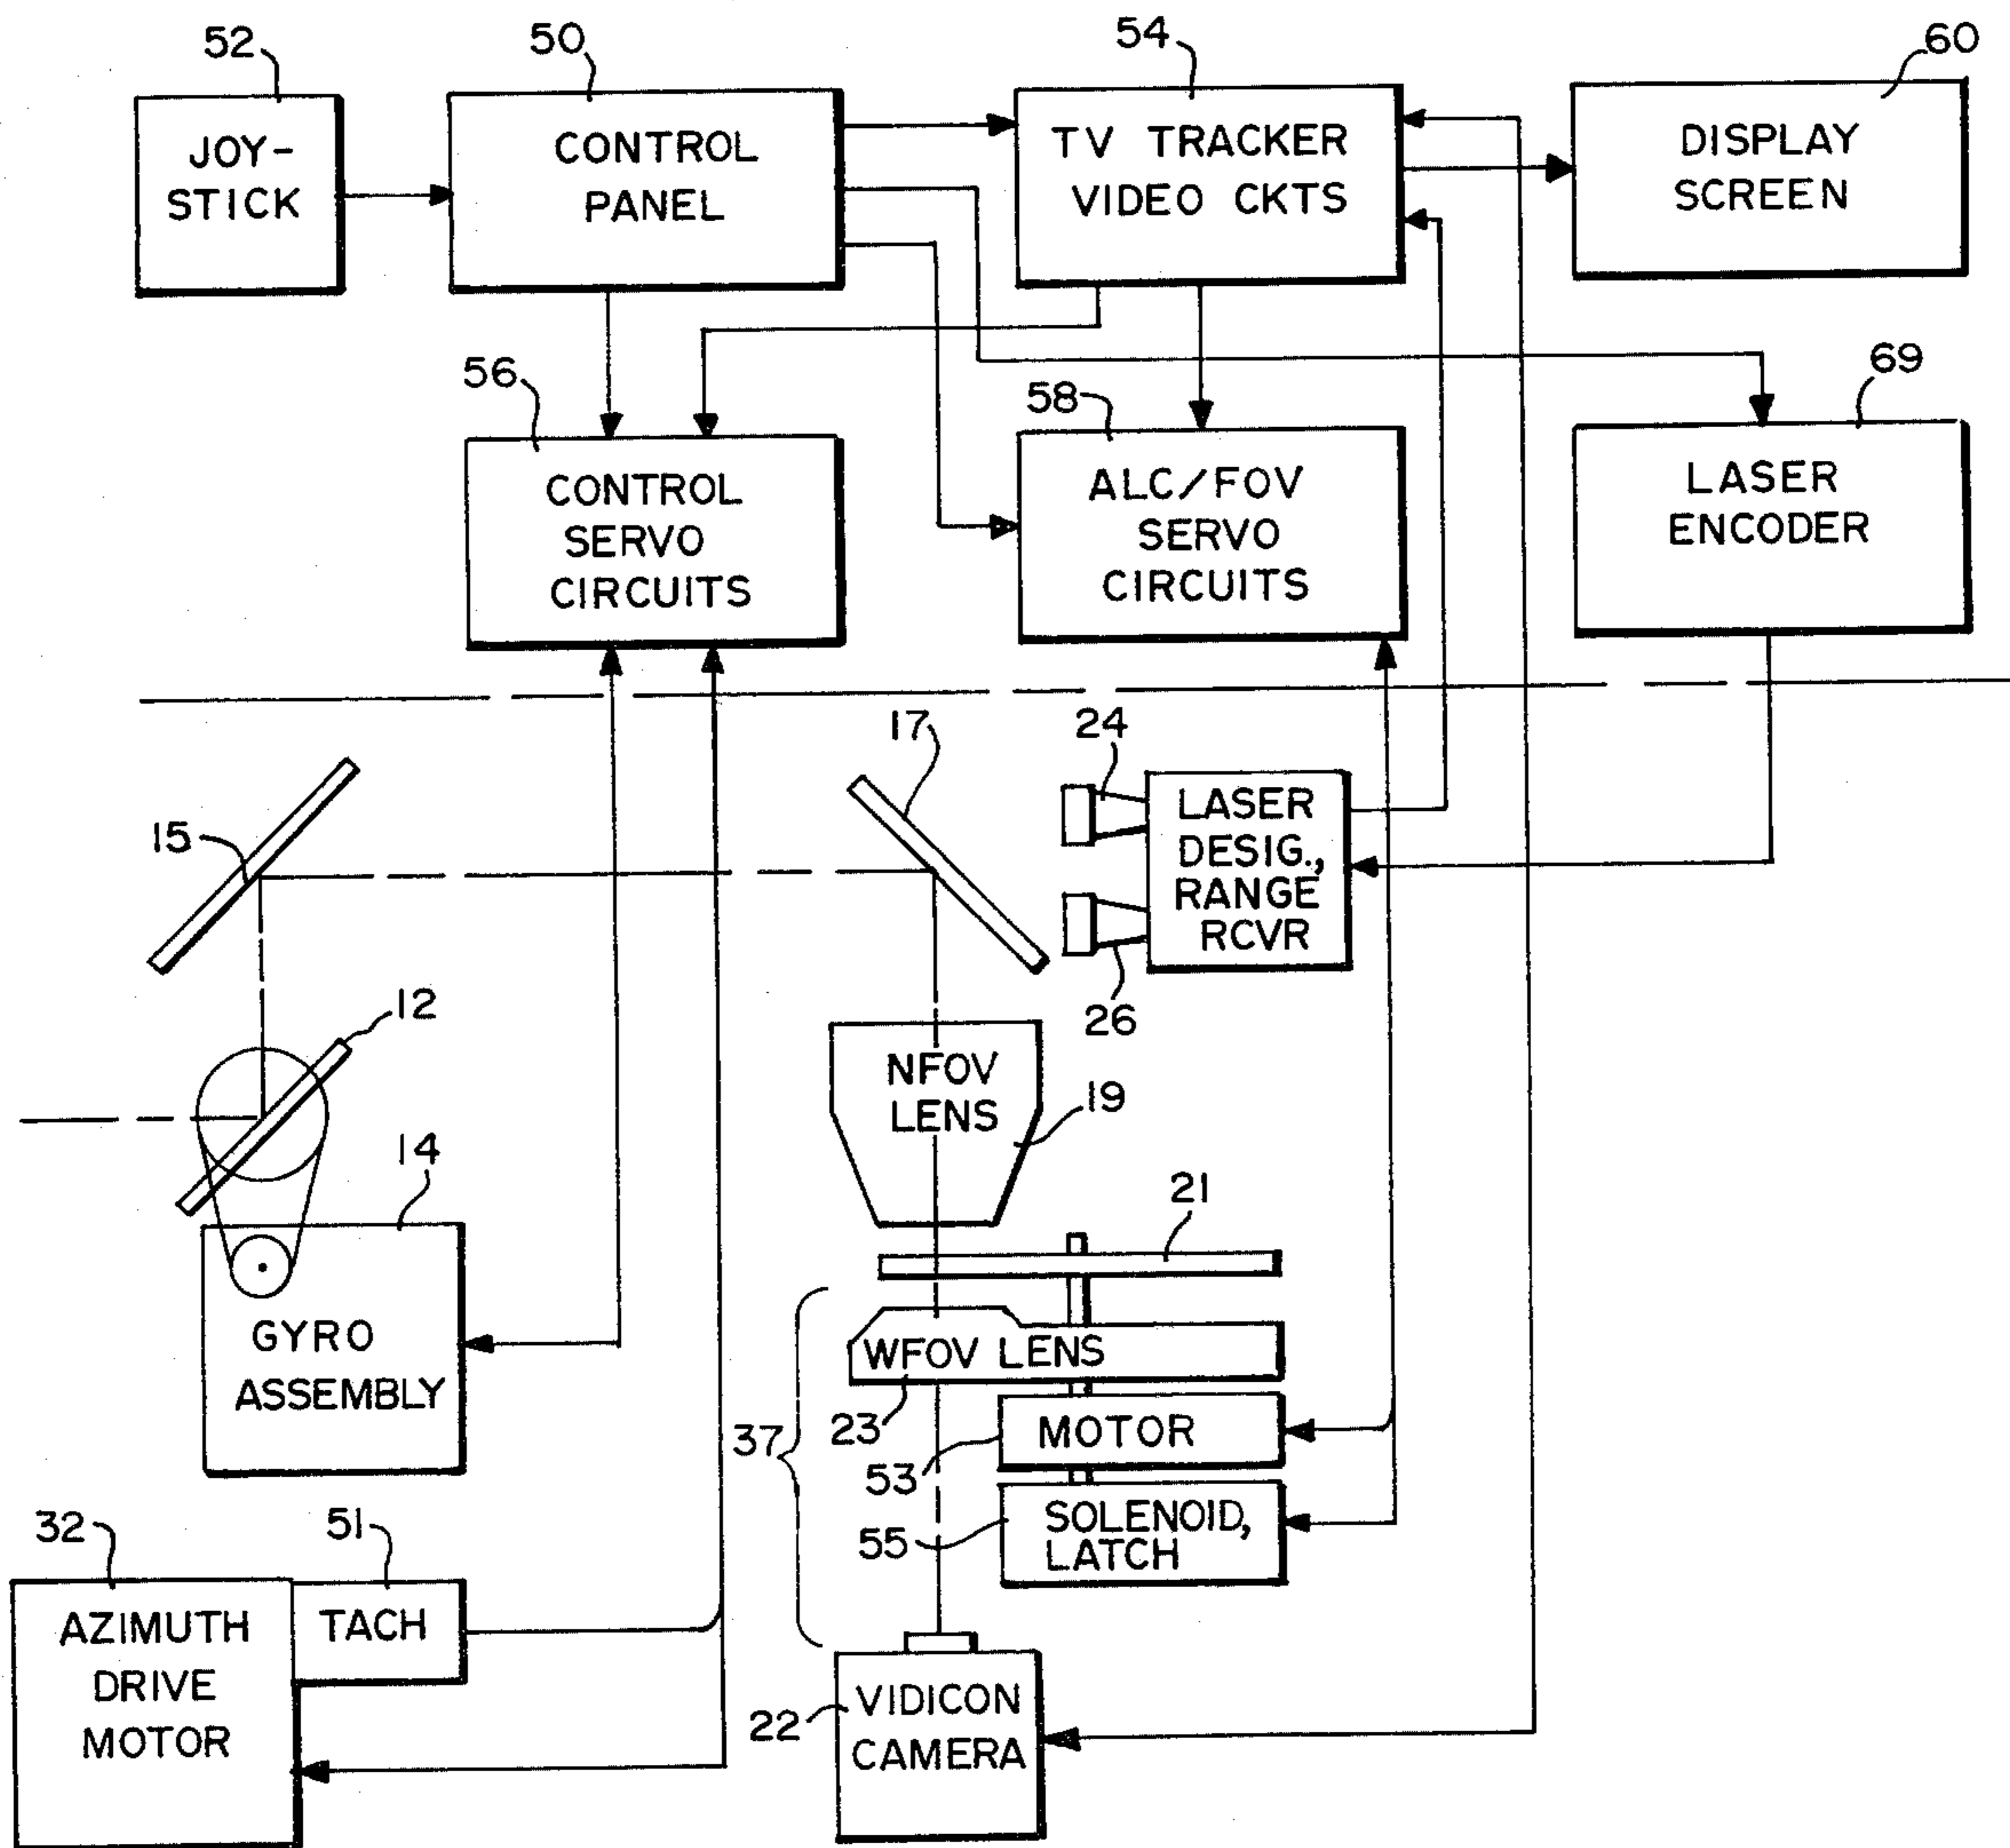 52
50
54
60
JOY-
STICK
CONTROL
PANEL
TV TRACKER
VIDEO CKTS
DISPLAY
SCREEN
56
58
69
CONTROL
SERVO
CIRCUITS
ALC/FOV
SERVO
CIRCUITS
LASER
ENCODER
15
17
24
26
LASER
DESIG.,
RANGE
RCVR
12
14
GYRO
ASSEMBLY
NFOV
LENS
19
21
WFOV LENS
23
37
MOTOR
53
SOLENOID,
LATCH
55
32
51
AZIMUTH
DRIVE
MOTOR
TACH
22
VIDICON
CAMERA